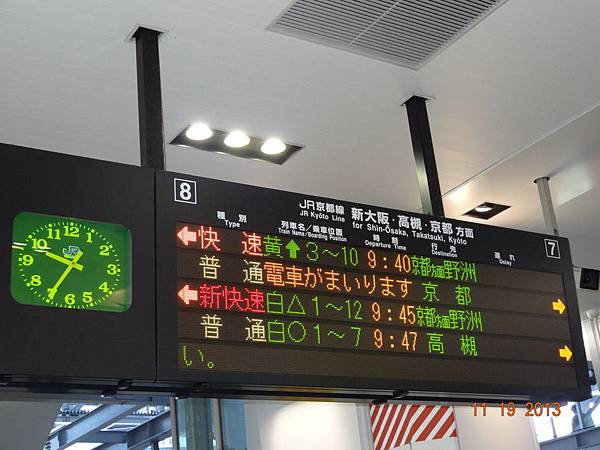 8
JR京都線 新大阪・高槻・京都 方面
JR Kyōto Line for Shin-Ōsaka, Takatsuki, Kyōto
7
種別 列車名／乗車位置 時刻 行先 遅れ
Type Train Name/Boarding Position Departure Time Destination Delay
快速 黄↑3〜10 9:40 京都方面野洲
普通 電車がまいります 京都
新快速 白△1〜12 9:45 京都方面野洲
普通 白○1〜7 9:47 高槻
い。
JR
11 19 2013